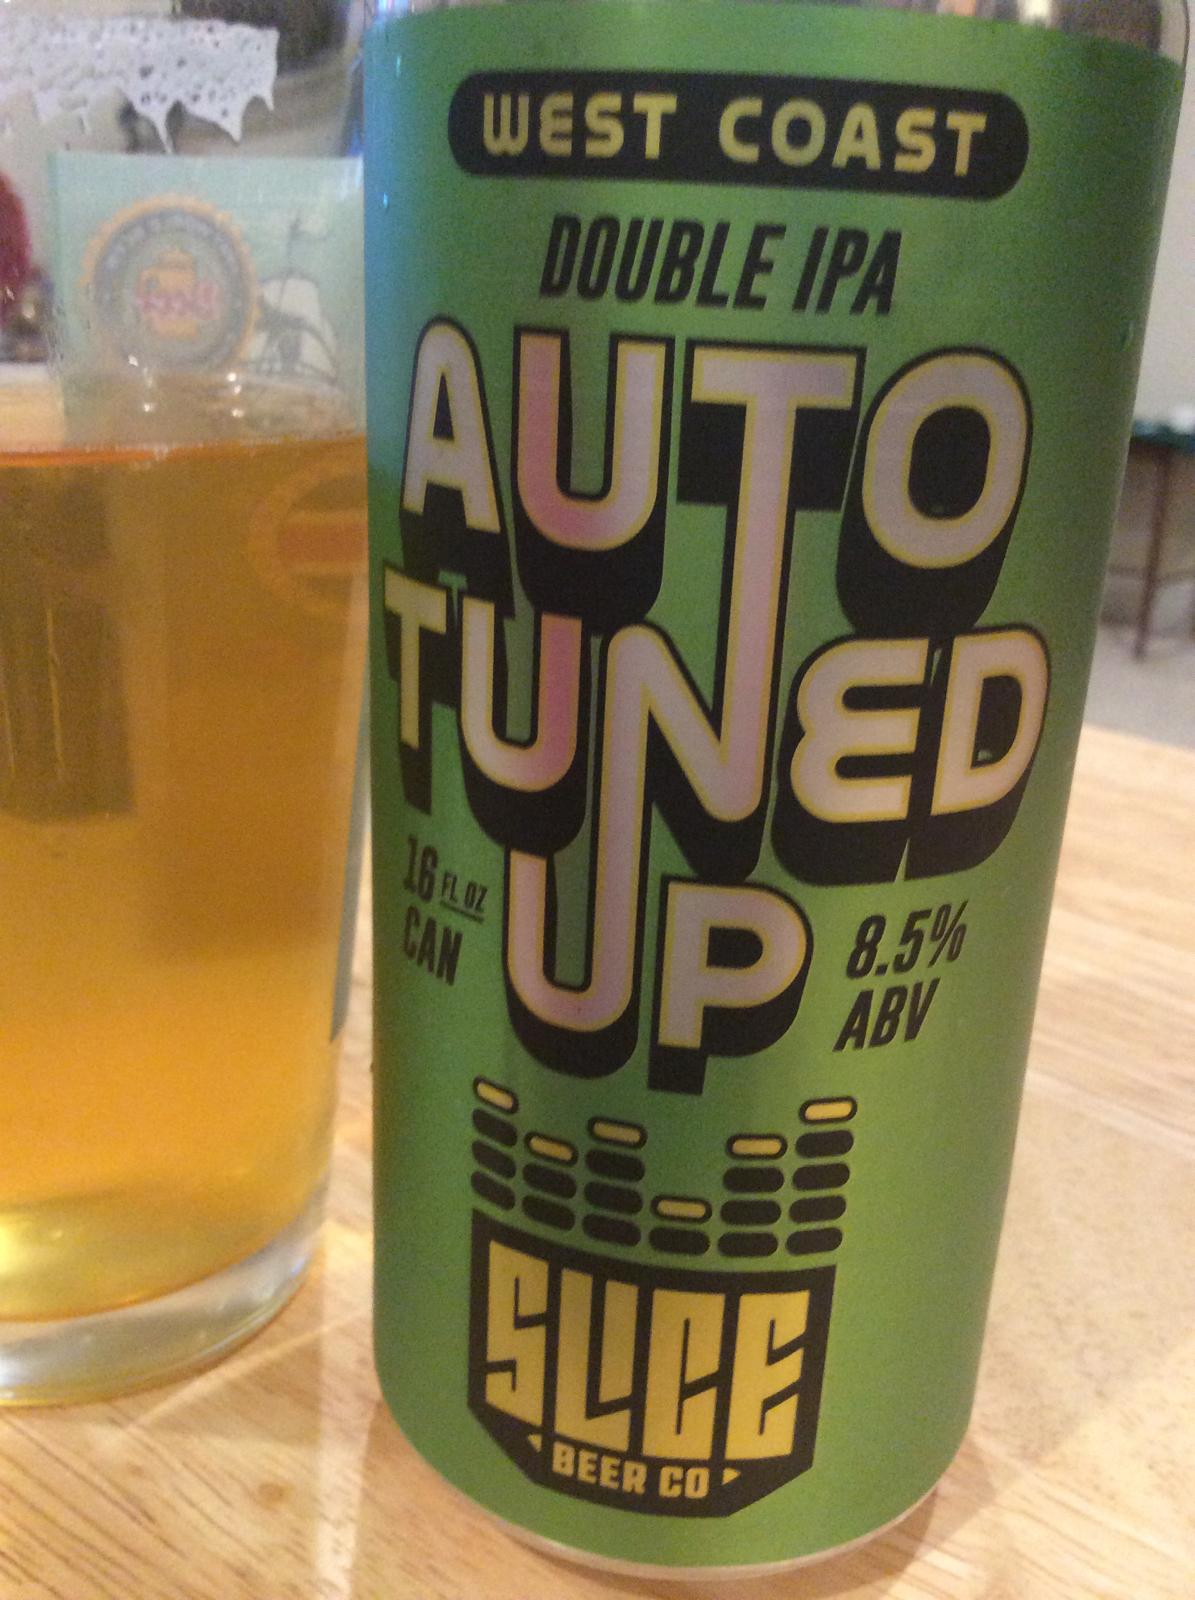 WEST COAST
DOUBLE IPA
AUTO
TUNED
UP
16 FL OZ
CAN
8.5%
ABV
SLICE
BEER CO